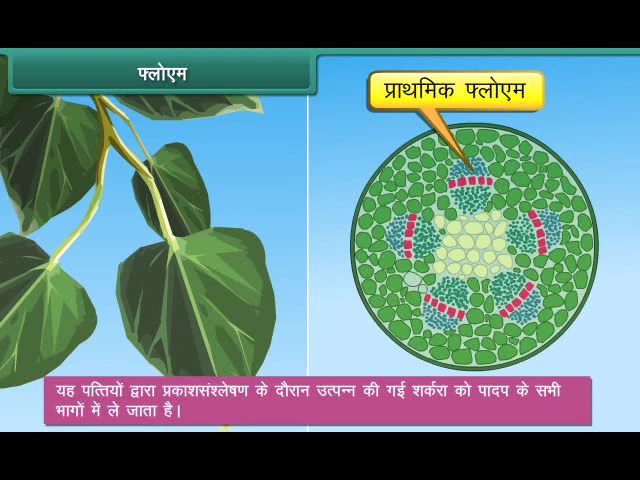 फ्लोएम
प्राथमिक फ्लोएम
यह पत्तियों द्वारा प्रकाशसंश्लेषण के दौरान उत्पन्न की गई शर्करा को पादप के सभी
भागों में ले जाता है।